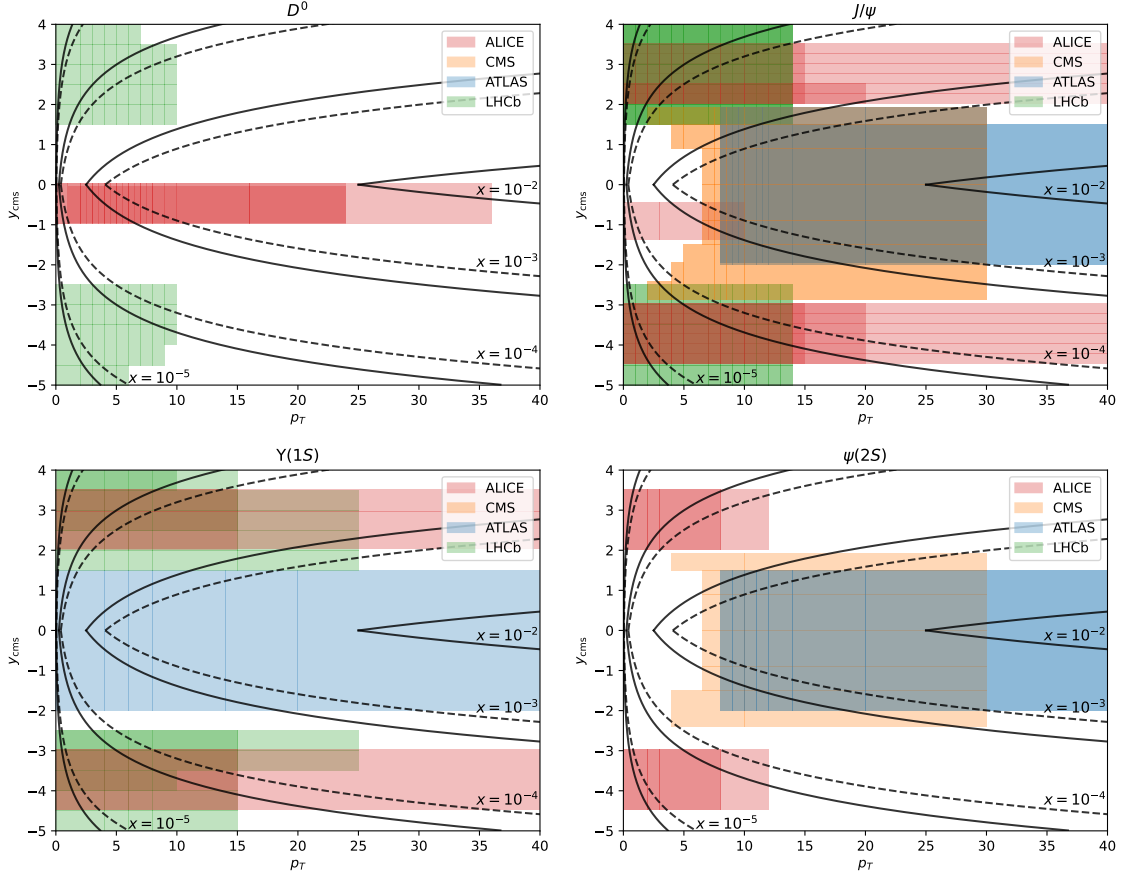 D⁰
4
3
2
1
0
−1
−2
−3
−4
−5
y_cms
0 5 10 15 20 25 30 35 40
p_T
ALICE
CMS
ATLAS
LHCb
x = 10⁻²
x = 10⁻³
x = 10⁻⁴
x = 10⁻⁵
J/ψ
4
3
2
1
0
−1
−2
−3
−4
−5
y_cms
0 5 10 15 20 25 30 35 40
p_T
ALICE
CMS
ATLAS
LHCb
x = 10⁻²
x = 10⁻³
x = 10⁻⁴
x = 10⁻⁵
Υ(1S)
4
3
2
1
0
−1
−2
−3
−4
−5
y_cms
0 5 10 15 20 25 30 35 40
p_T
ALICE
CMS
ATLAS
LHCb
x = 10⁻²
x = 10⁻³
x = 10⁻⁴
x = 10⁻⁵
ψ(2S)
4
3
2
1
0
−1
−2
−3
−4
−5
y_cms
0 5 10 15 20 25 30 35 40
p_T
ALICE
CMS
ATLAS
LHCb
x = 10⁻²
x = 10⁻³
x = 10⁻⁴
x = 10⁻⁵